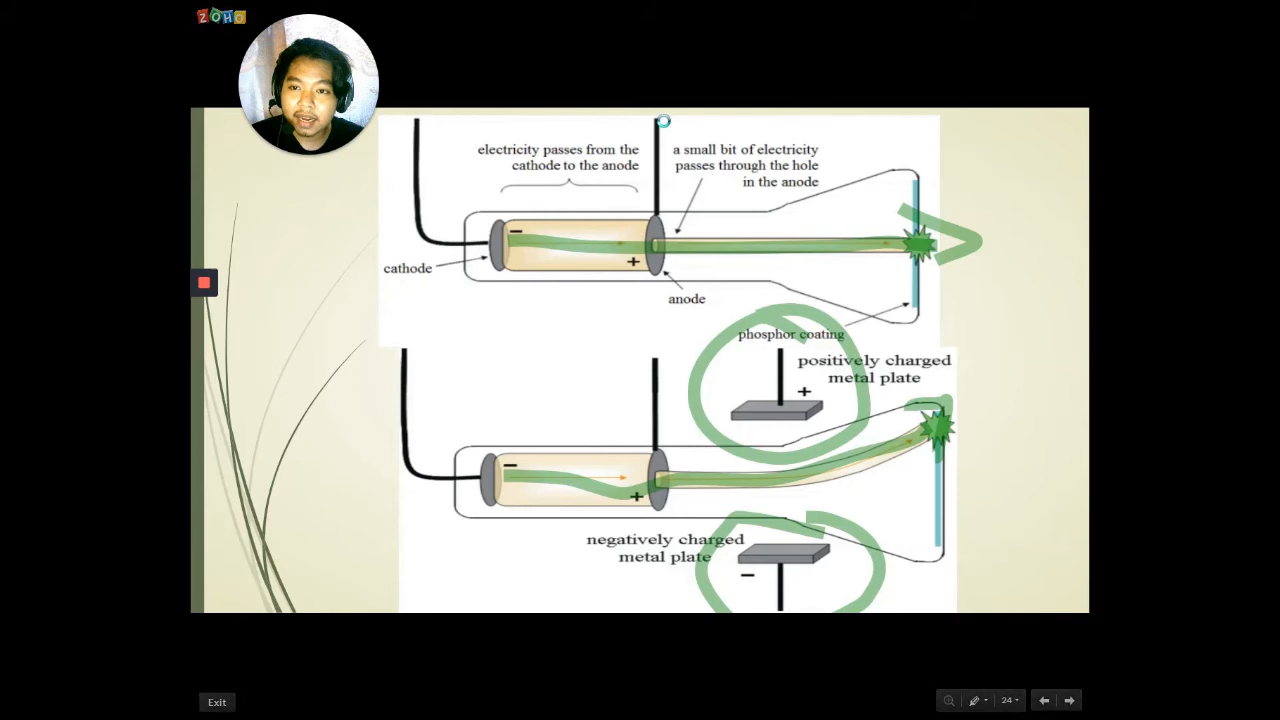 ZOHO
electricity passes from the
cathode to the anode
a small bit of electricity
passes through the hole
in the anode
−
+
cathode
anode
phosphor coating
positively charged
metal plate
+
−
+
negatively charged
metal plate
−
Exit
24